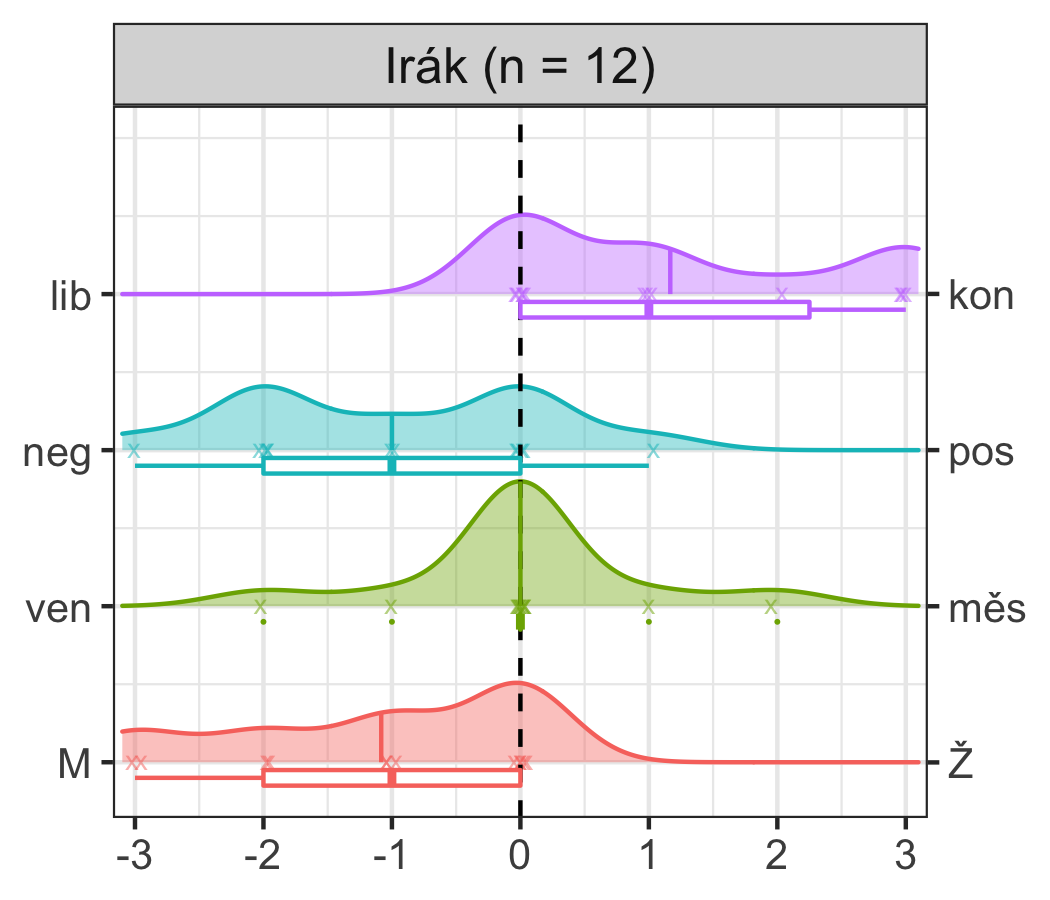 Irák (n = 12)
lib kon
neg pos
ven měs
M Ž
-3 -2 -1 0 1 2 3